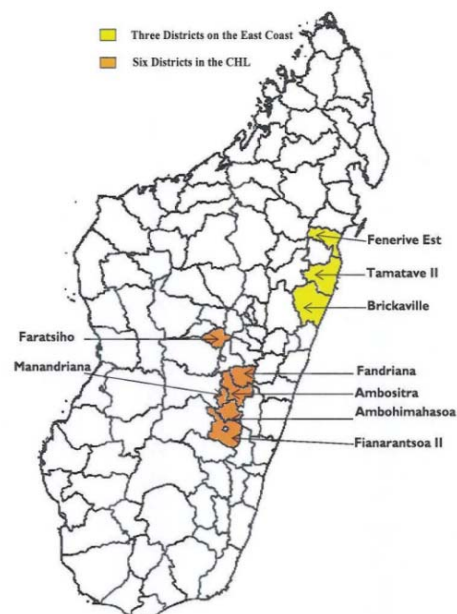 Three Districts on the East Coast
Six Districts in the CHL
Fenerive Est
Tamatave II
Brickaville
Faratsiho
Manandriana
Fandriana
Ambositra
Ambohimahasoa
Fianarantsoa II